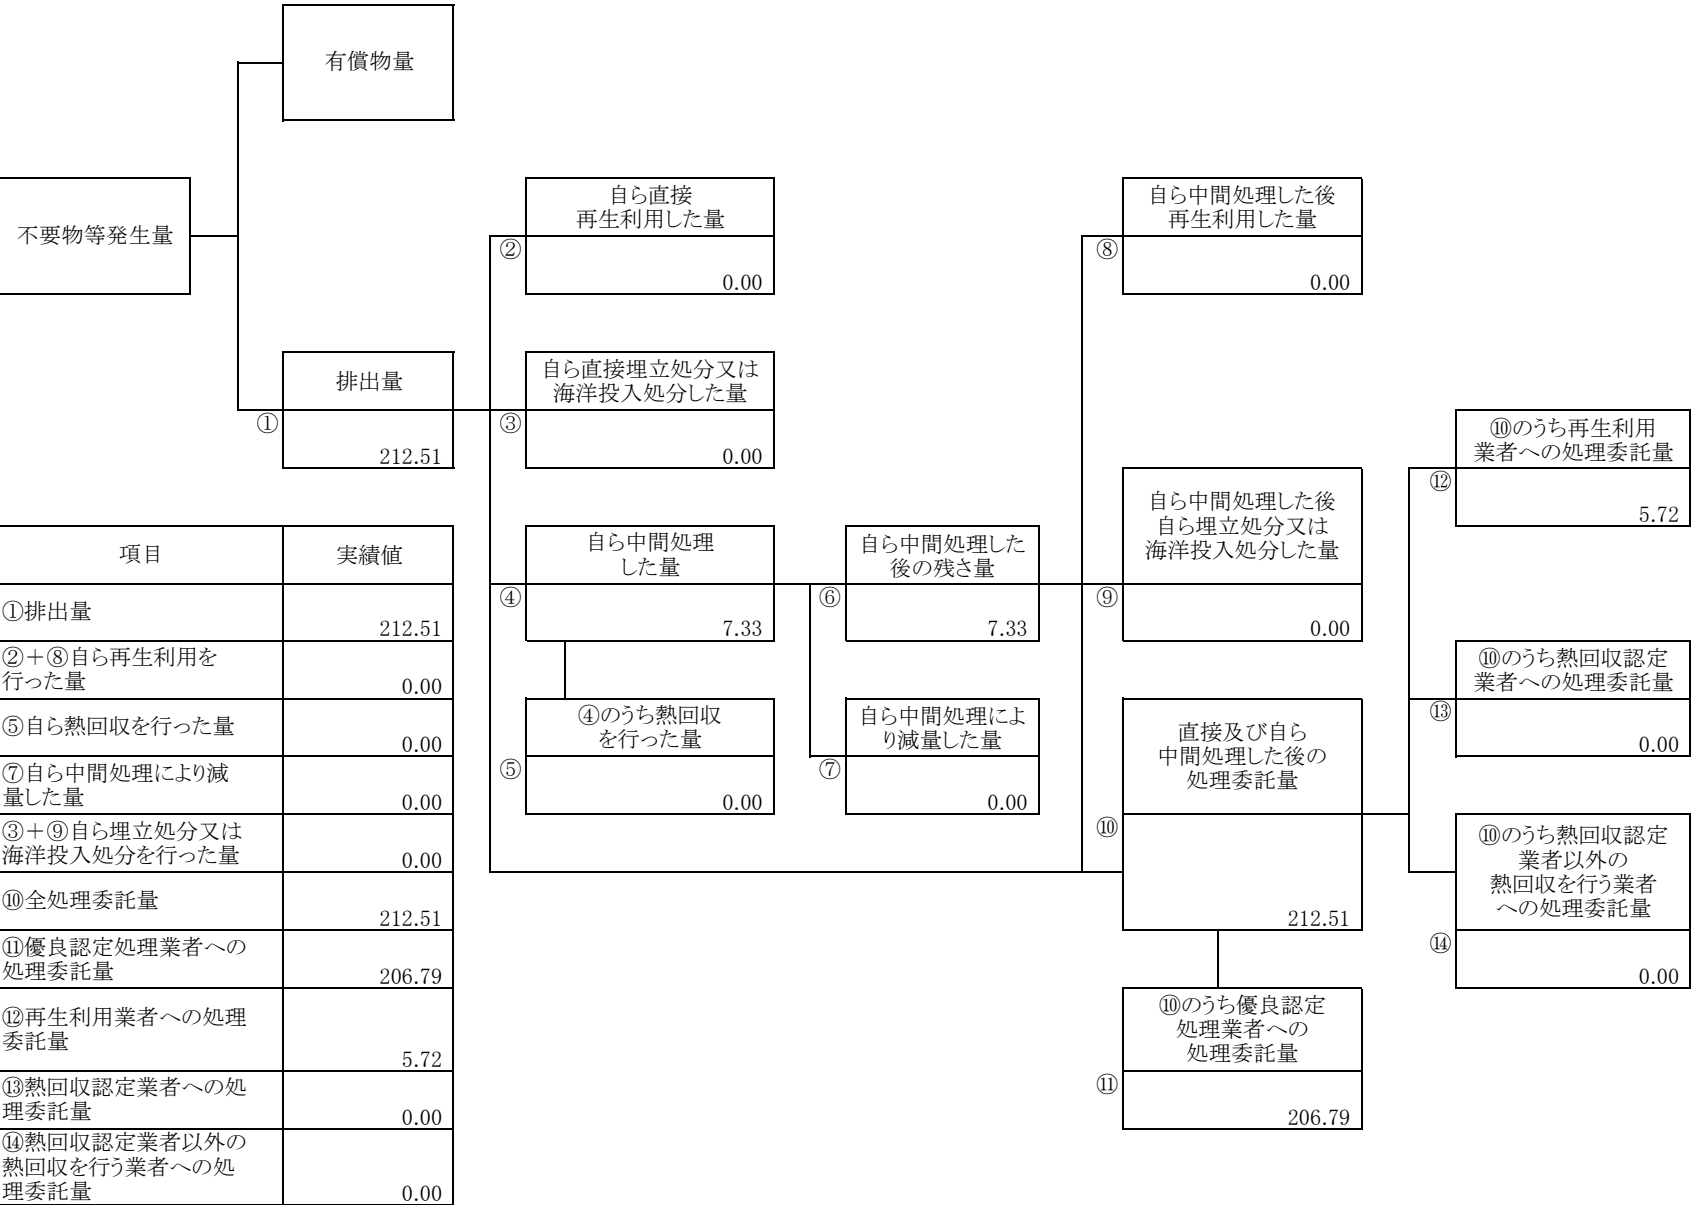 有償物量
不要物等発生量
排出量
①
212.51
自ら直接
再生利用した量
②
0.00
自ら直接埋立処分又は
海洋投入処分した量
③
0.00
自ら中間処理
した量
④
7.33
④のうち熱回収
を行った量
⑤
0.00
自ら中間処理した
後の残さ量
⑥
7.33
自ら中間処理によ
り減量した量
⑦
0.00
自ら中間処理した後
再生利用した量
⑧
0.00
自ら中間処理した後
自ら埋立処分又は
海洋投入処分した量
⑨
0.00
直接及び自ら
中間処理した後の
処理委託量
⑩
212.51
⑩のうち優良認定
処理業者への
処理委託量
⑪
206.79
⑩のうち再生利用
業者への処理委託量
⑫
5.72
⑩のうち熱回収認定
業者への処理委託量
⑬
0.00
⑩のうち熱回収認定
業者以外の
熱回収を行う業者
への処理委託量
⑭
0.00
項目 実績値
①排出量
212.51
②+⑧自ら再生利用を
行った量
0.00
⑤自ら熱回収を行った量
0.00
⑦自ら中間処理により減
量した量
0.00
③+⑨自ら埋立処分又は
海洋投入処分を行った量
0.00
⑩全処理委託量
212.51
⑪優良認定処理業者への
処理委託量
206.79
⑫再生利用業者への処理
委託量
5.72
⑬熱回収認定業者への処
理委託量
0.00
⑭熱回収認定業者以外の
熱回収を行う業者への処
理委託量
0.00